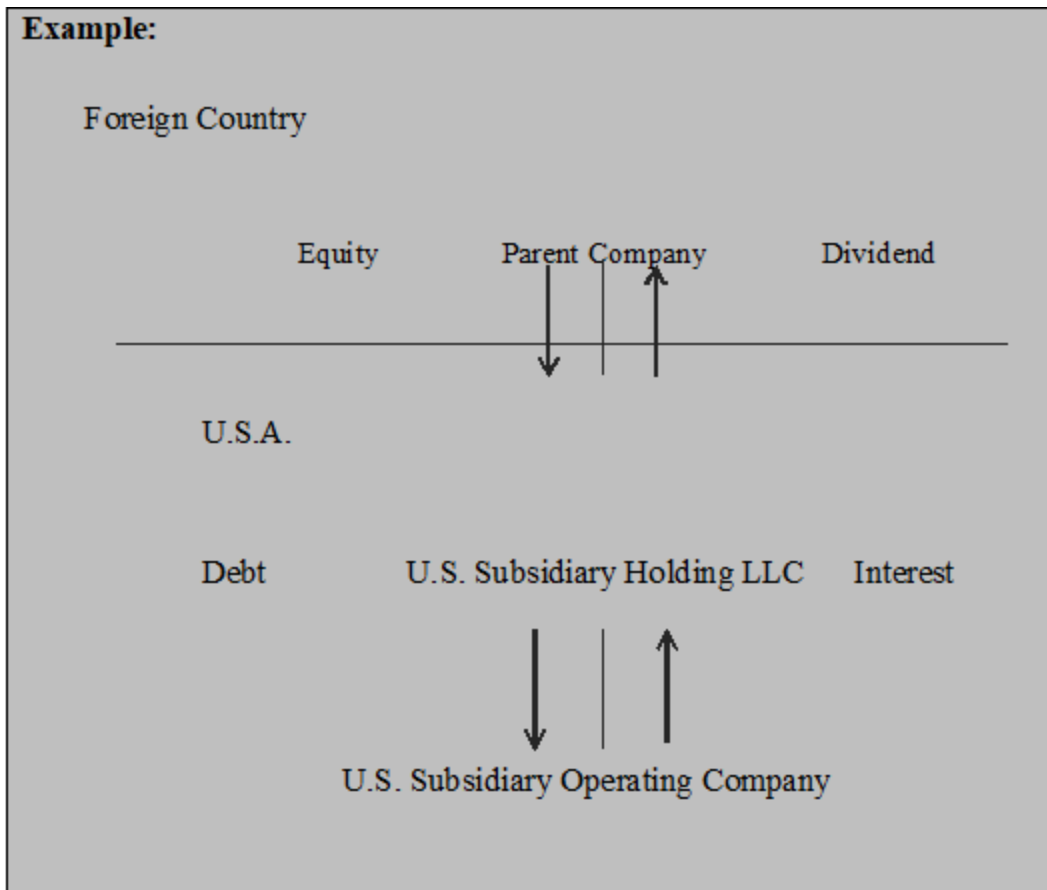 Example:
Foreign Country
Equity Parent Company Dividend
U.S.A.
Debt U.S. Subsidiary Holding LLC Interest
U.S. Subsidiary Operating Company